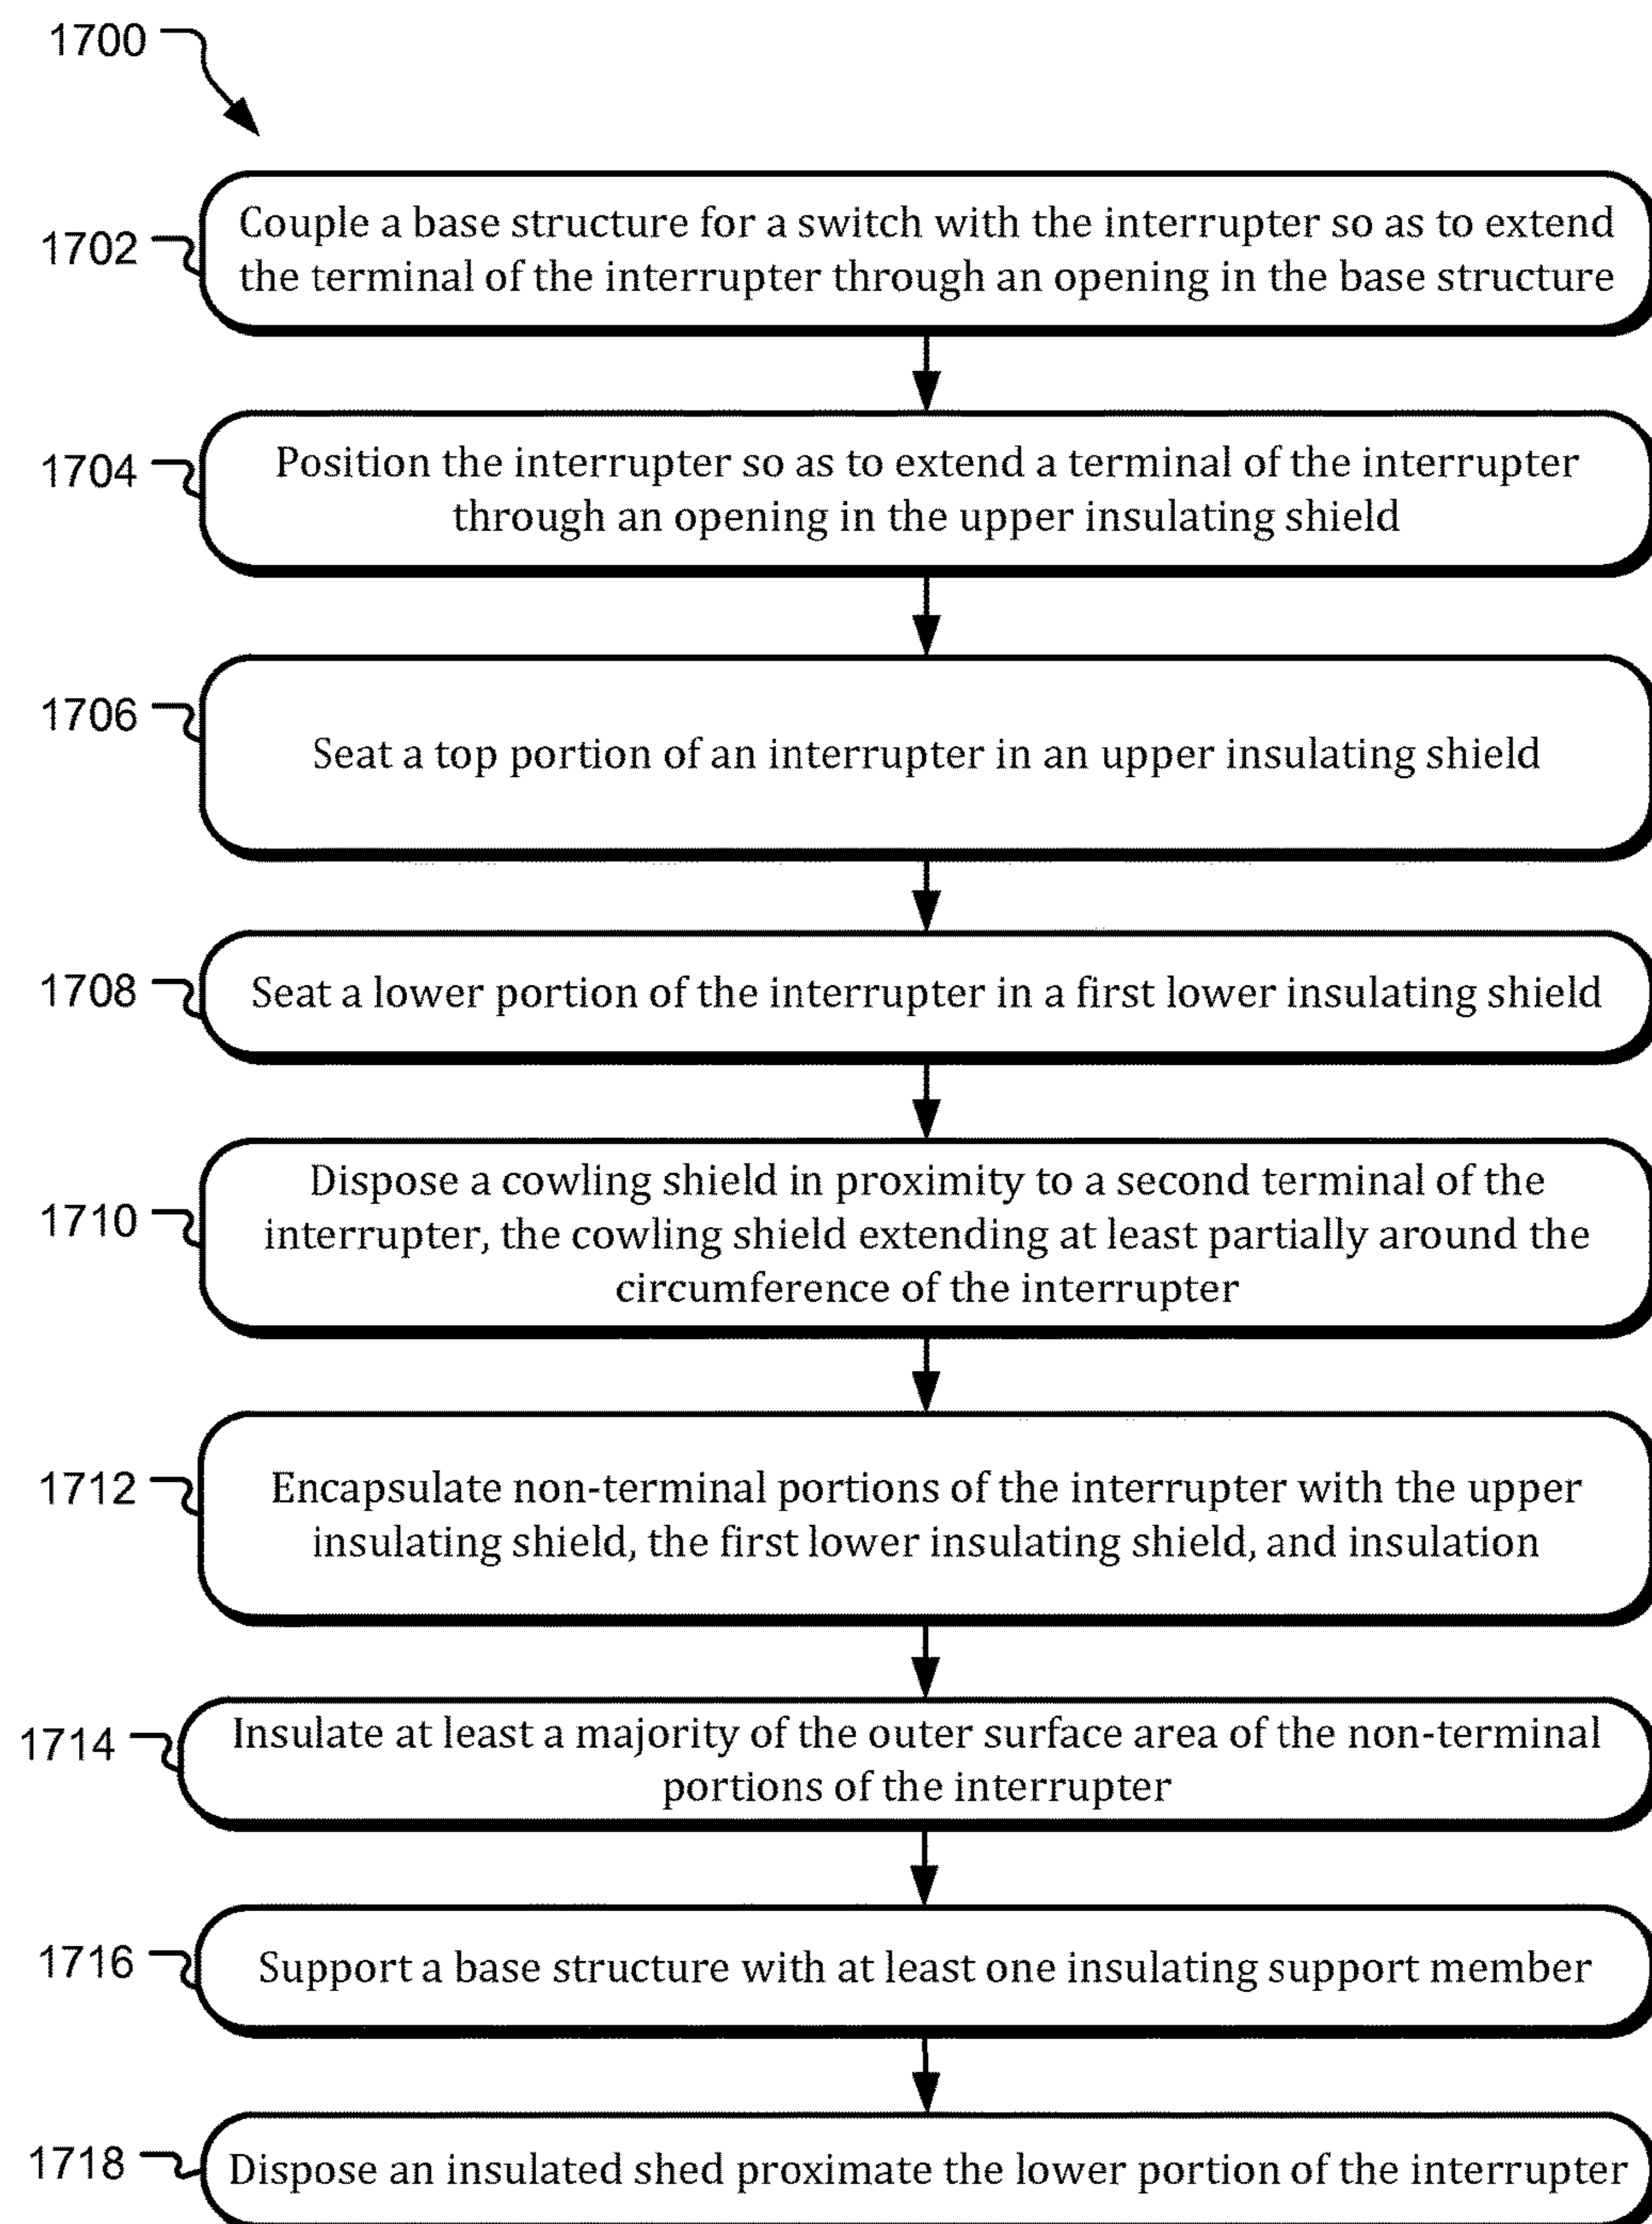 1700
1702
Couple a base structure for a switch with the interrupter so as to extend
the terminal of the interrupter through an opening in the base structure
1704
Position the interrupter so as to extend a terminal of the interrupter
through an opening in the upper insulating shield
1706
Seat a top portion of an interrupter in an upper insulating shield
1708
Seat a lower portion of the interrupter in a first lower insulating shield
1710
Dispose a cowling shield in proximity to a second terminal of the
interrupter, the cowling shield extending at least partially around the
circumference of the interrupter
1712
Encapsulate non-terminal portions of the interrupter with the upper
insulating shield, the first lower insulating shield, and insulation
1714
Insulate at least a majority of the outer surface area of the non-terminal
portions of the interrupter
1716
Support a base structure with at least one insulating support member
1718
Dispose an insulated shed proximate the lower portion of the interrupter